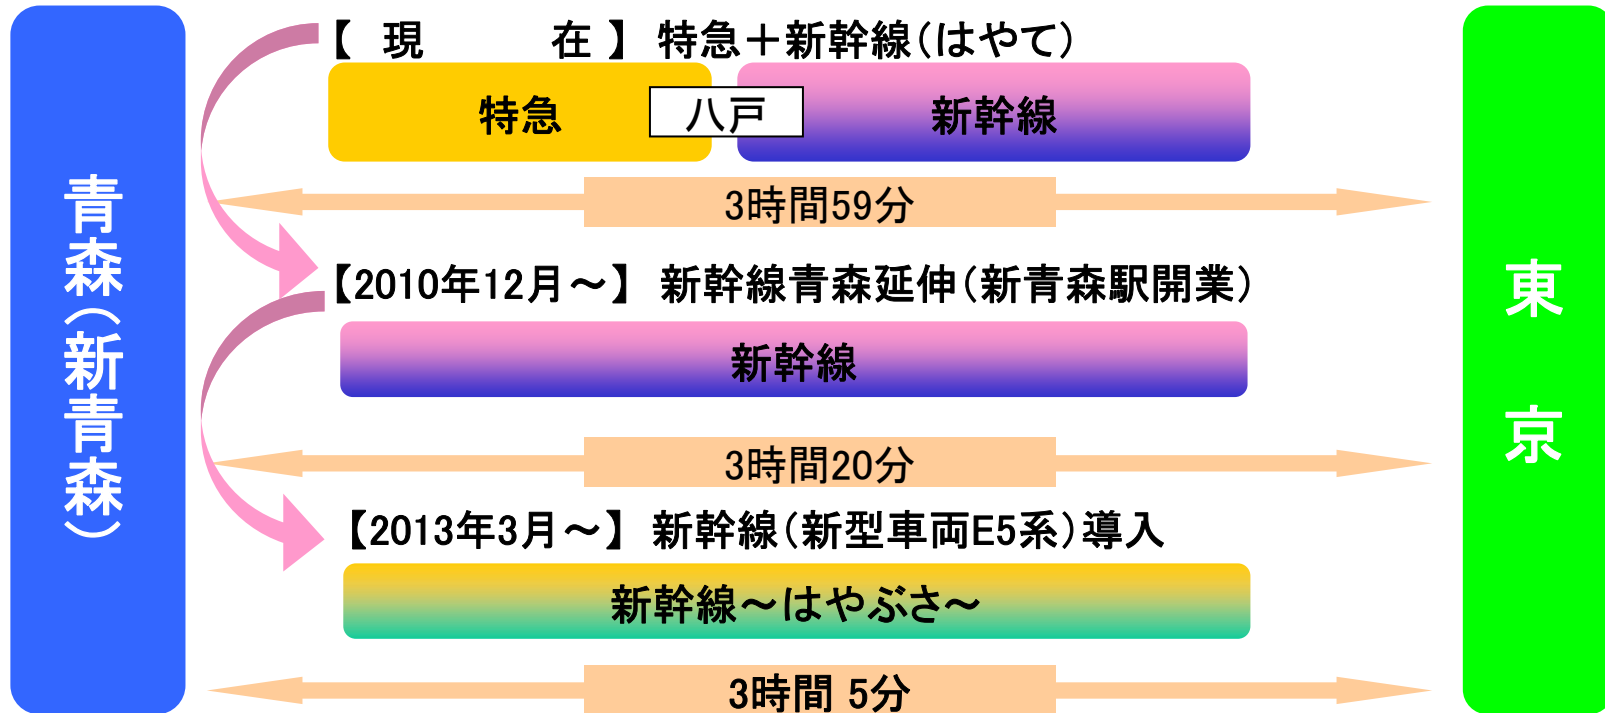 青森(新青森)
【 現 在 】 特急+新幹線(はやて)
特急
八戸
新幹線
3時間59分
【2010年12月~】 新幹線青森延伸(新青森駅開業)
新幹線
3時間20分
【2013年3月~】 新幹線(新型車両E5系)導入
新幹線~はやぶさ~
3時間 5分
東 京